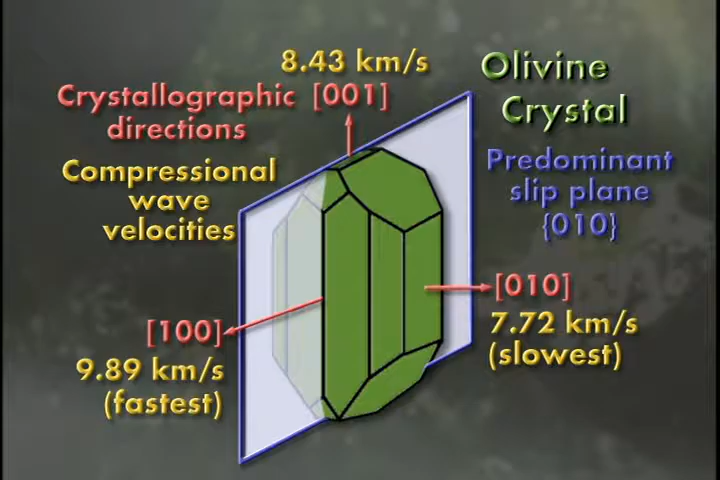 8.43 km/s
Olivine
Crystal
Crystallographic [001]
directions
Compressional
wave
velocities
Predominant
slip plane
{010}
[010]
7.72 km/s
(slowest)
[100]
9.89 km/s
(fastest)